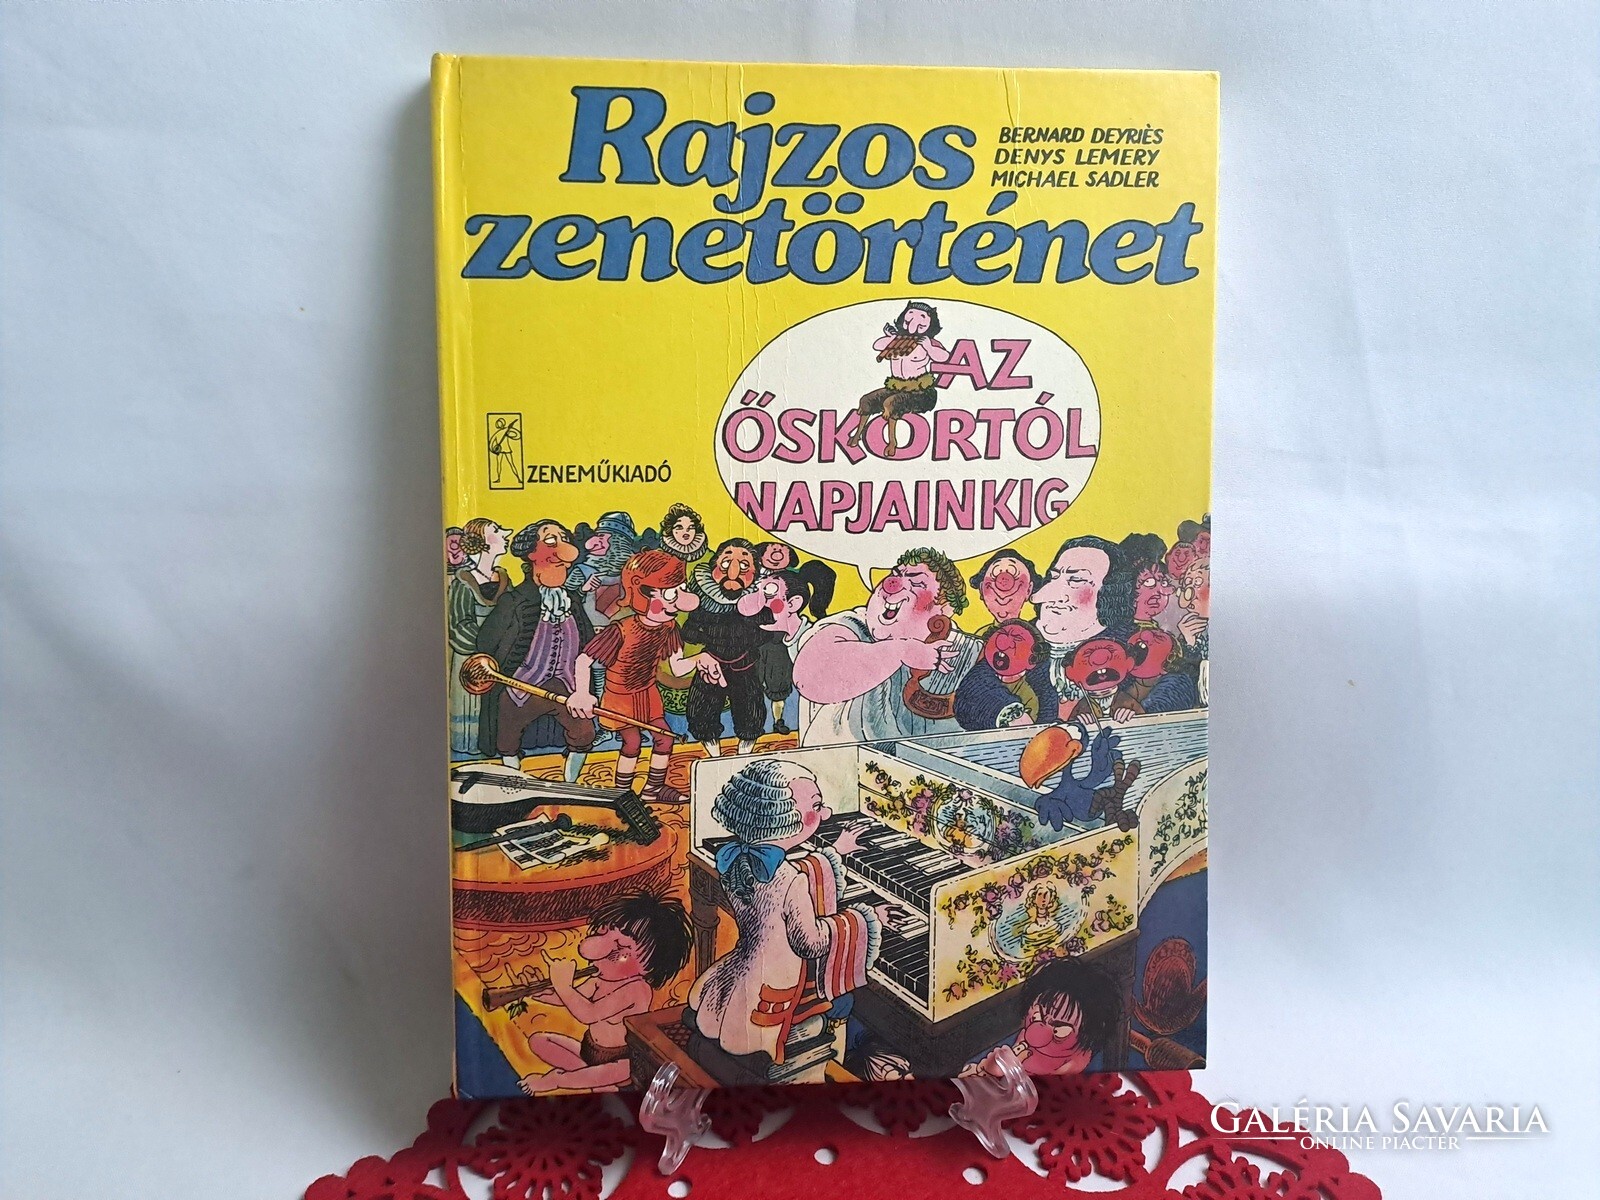 Rajzos
zenetörténet
BERNARD DEYRIÈS
DENYS LEMERY
MICHAEL SADLER
AZ
ŐSKORTÓL
NAPJAINKIG
ZENEMŰKIADÓ
GALÉRIA SAVARIA
ONLINE PIACTÉR